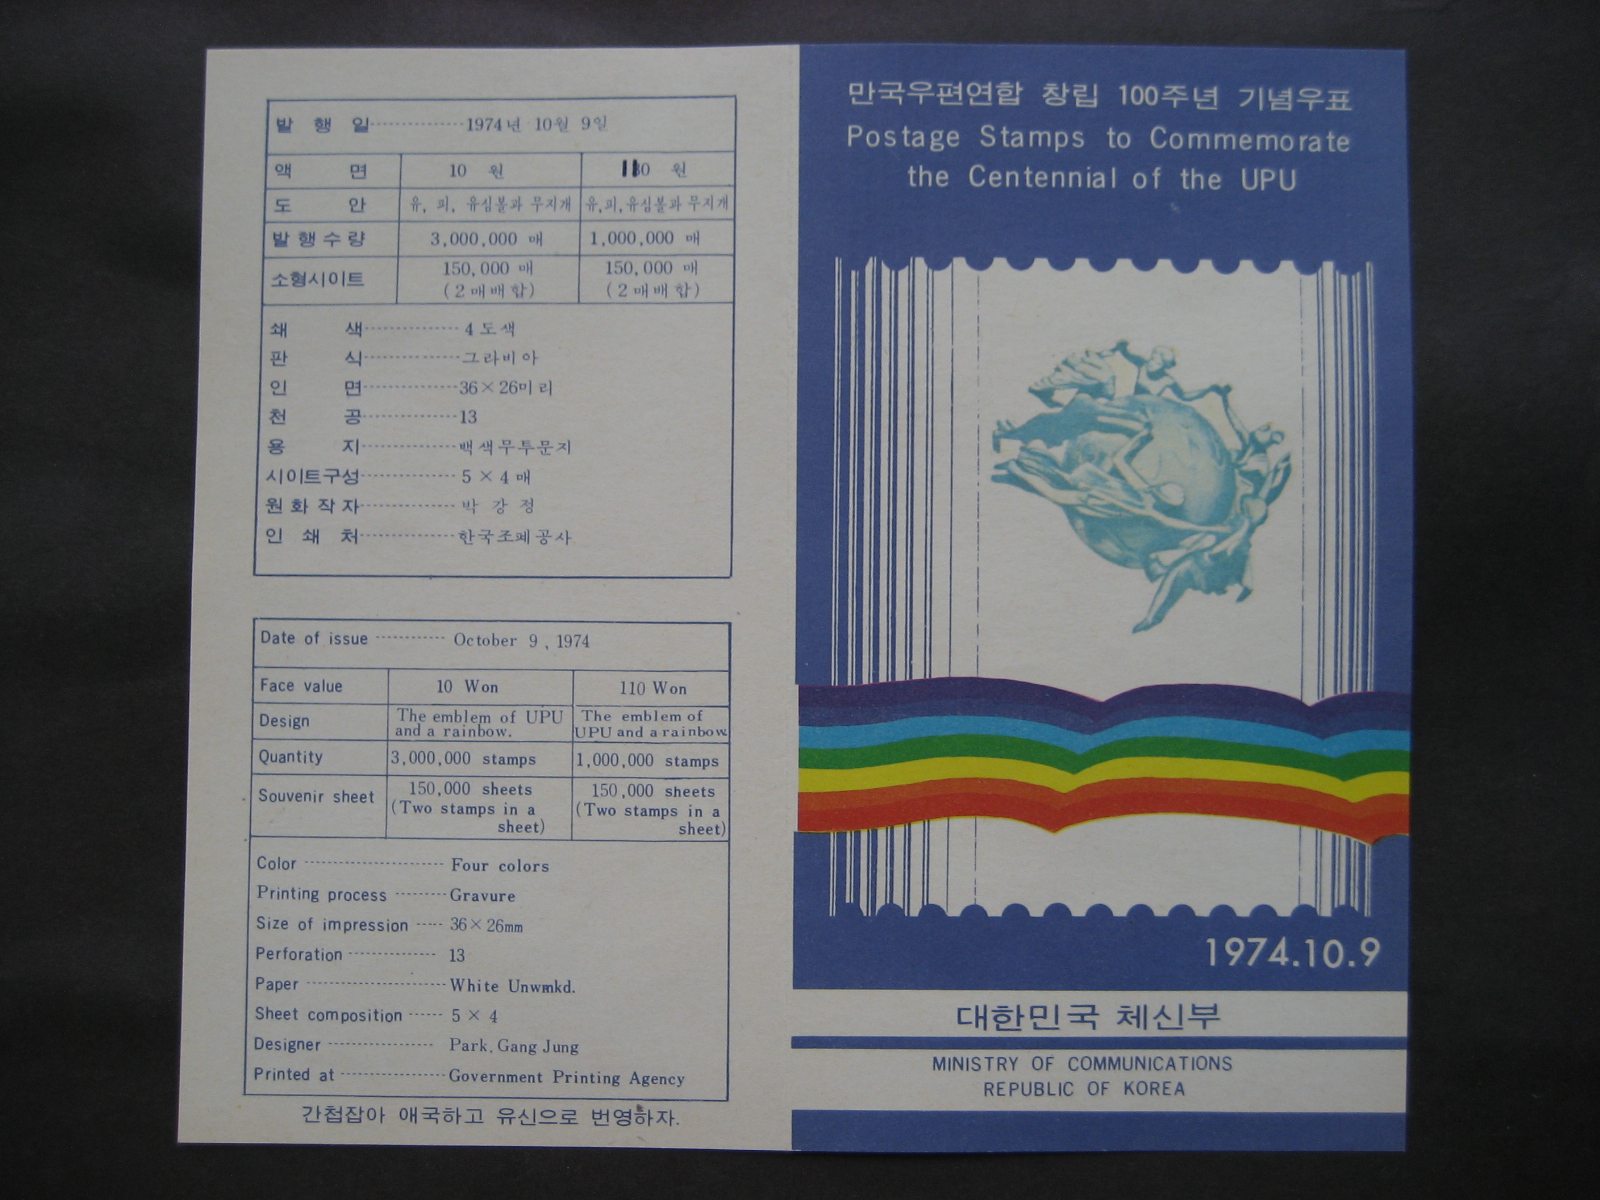 발 행 일 1974년 10월 9일
액 면 10 원 110 원
도 안 유, 피, 유심볼과 무지개 유,피,유심볼과 무지개
발행수량 3,000,000 매 1,000,000 매
소형시이트 150,000 매 150,000 매
(2매배합) (2매배합)
쇄 색 4도색
판 식 그라비아
인 면 36×26미리
천 공 13
용 지 백색무투문지
시이트구성 5×4매
원화작자 박 강 정
인 쇄 처 한국조폐공사
Date of issue October 9, 1974
Face value 10 Won 110 Won
Design The emblem of UPU The emblem of
and a rainbow. UPU and a rainbow
Quantity 3,000,000 stamps 1,000,000 stamps
Souvenir sheet 150,000 sheets 150,000 sheets
(Two stamps in a (Two stamps in a
sheet) sheet)
Color Four colors
Printing process Gravure
Size of impression 36×26mm
Perforation 13
Paper White Unwmkd.
Sheet composition 5 × 4
Designer Park, Gang Jung
Printed at Government Printing Agency
간첩잡아 애국하고 유신으로 번영하자.
만국우편연합 창립 100주년 기념우표
Postage Stamps to Commemorate
the Centennial of the UPU
1974.10.9
대한민국 체신부
MINISTRY OF COMMUNICATIONS
REPUBLIC OF KOREA